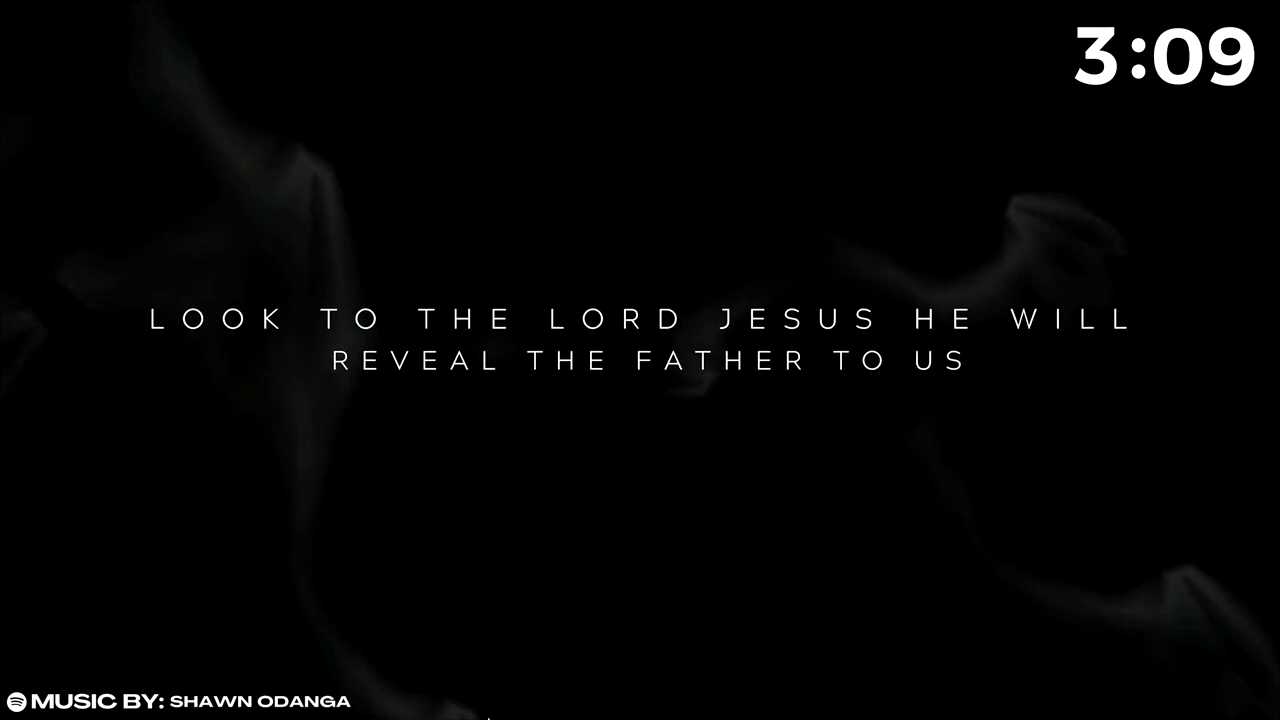 3:09
LOOK TO THE LORD JESUS HE WILL
REVEAL THE FATHER TO US
MUSIC BY: SHAWN ODANGA